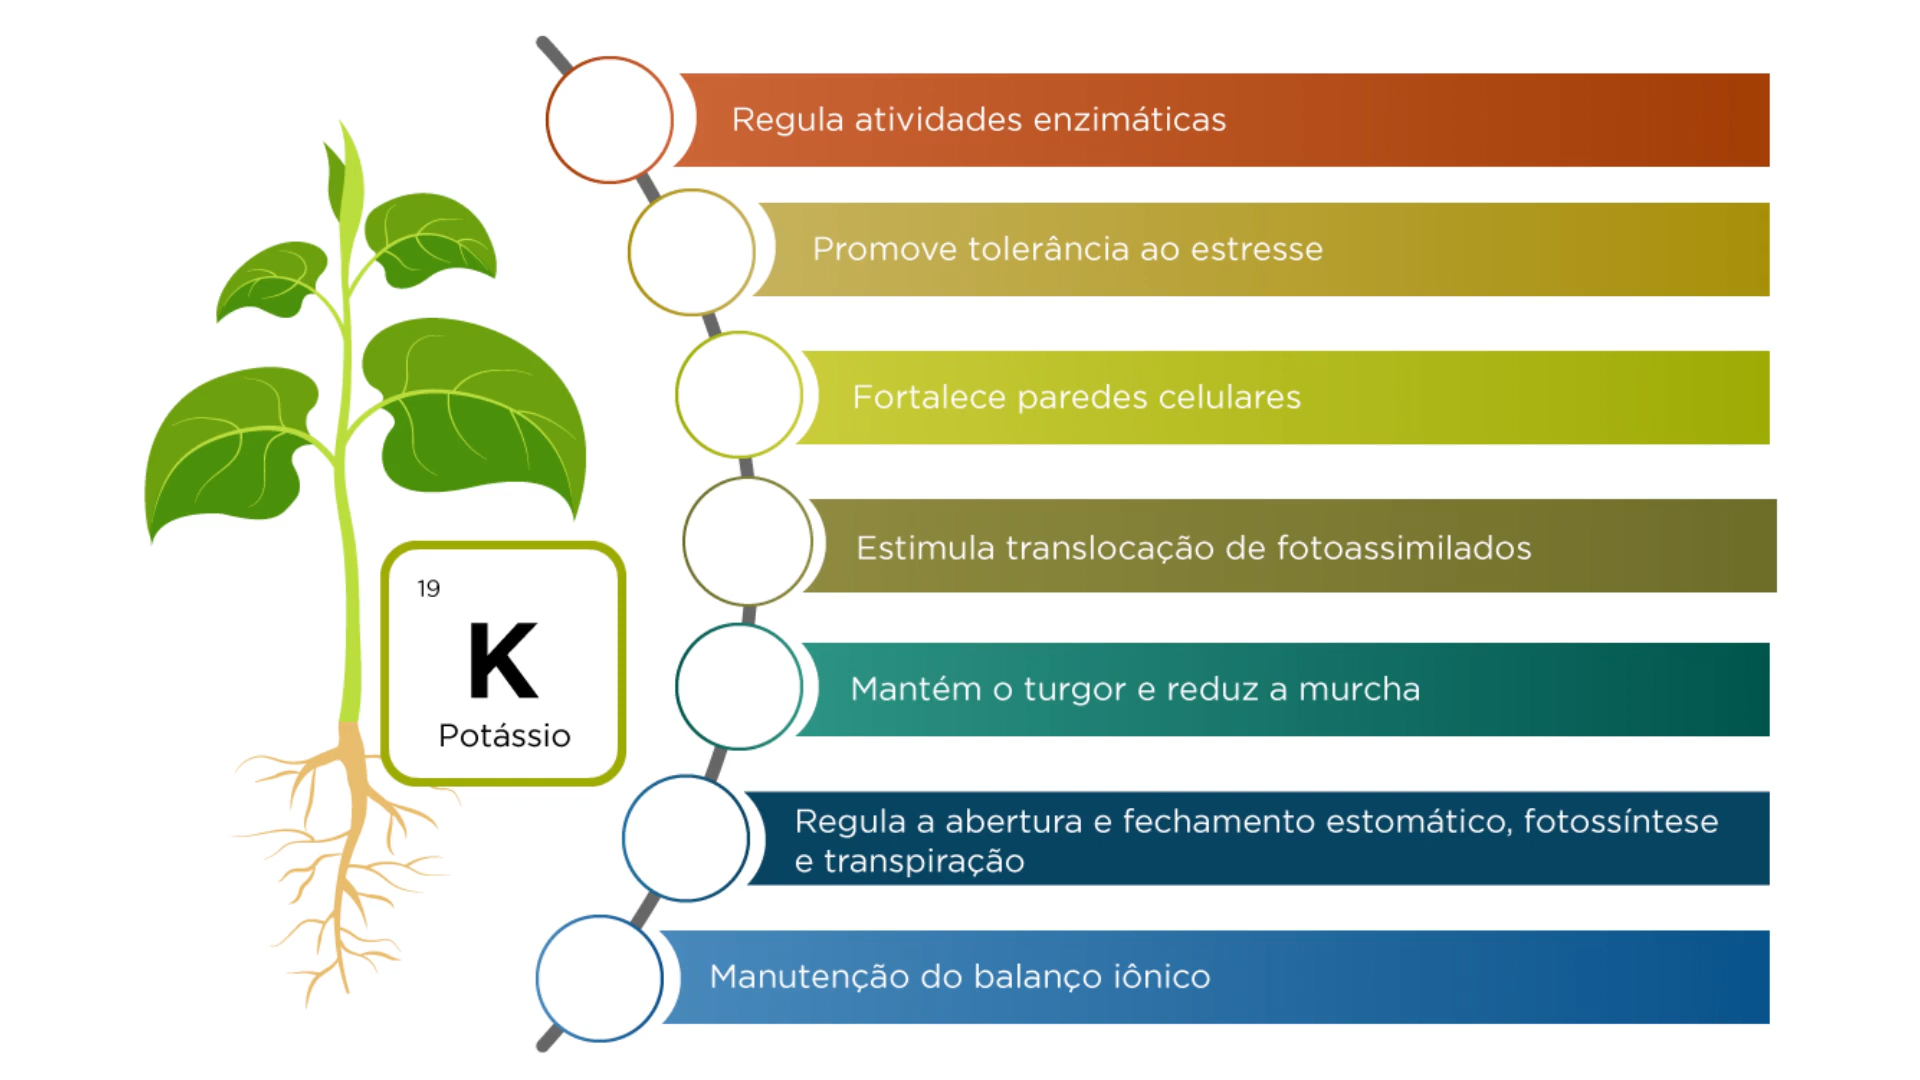 Regula atividades enzimáticas
Promove tolerância ao estresse
Fortalece paredes celulares
Estimula translocação de fotoassimilados
Mantém o turgor e reduz a murcha
Regula a abertura e fechamento estomático, fotossíntese
e transpiração
Manutenção do balanço iônico
19
K
Potássio